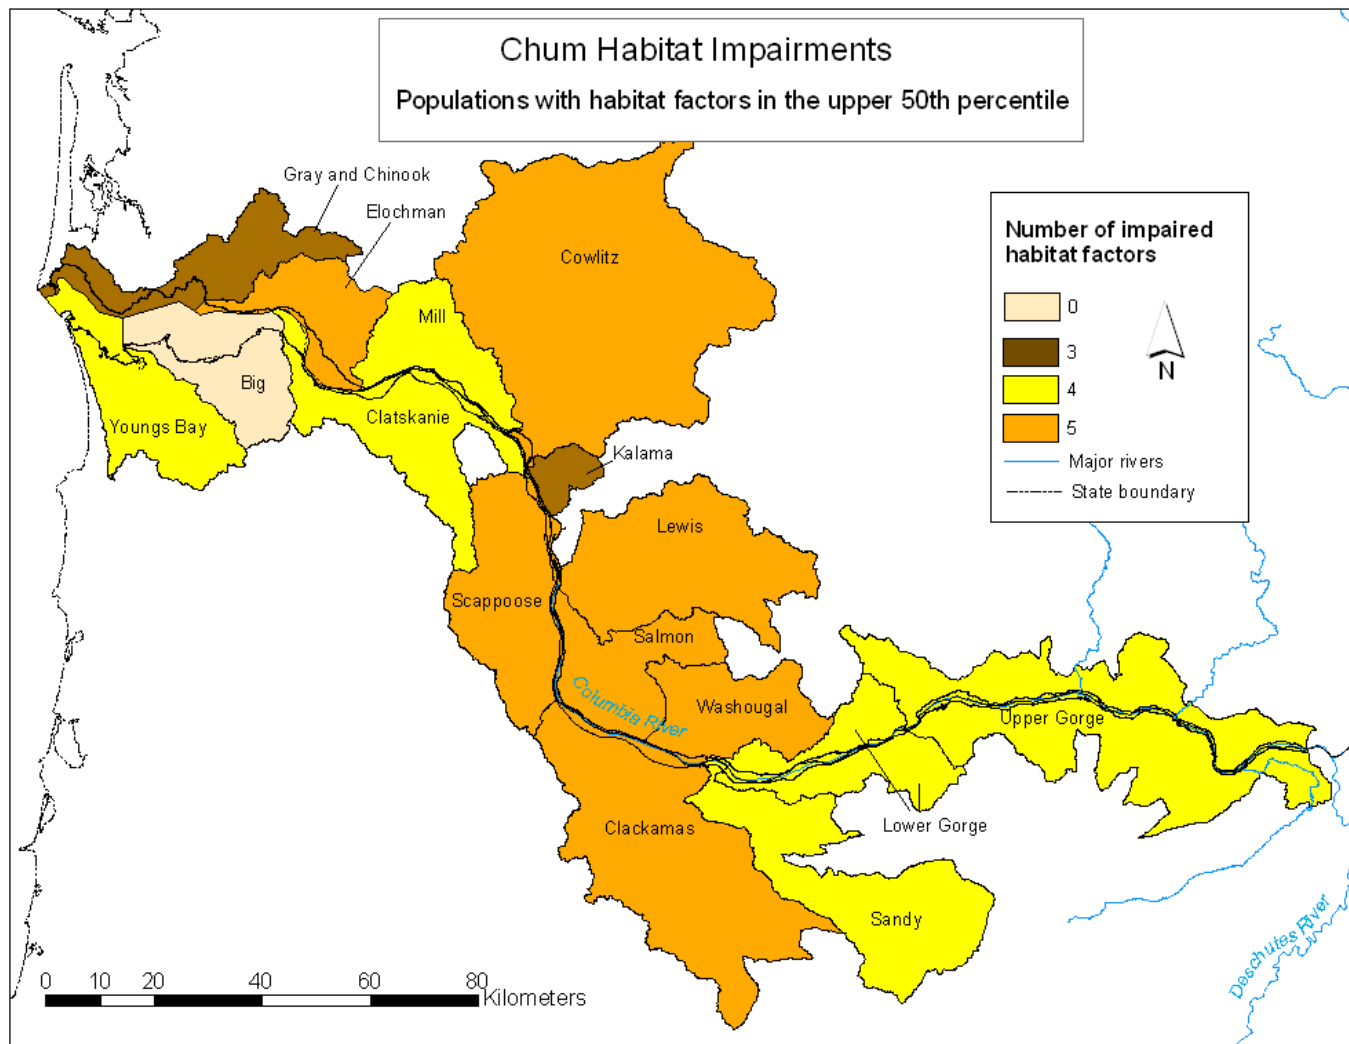 Chum Habitat Impairments
Populations with habitat factors in the upper 50th percentile
Gray and Chinook
Elochman
Cowlitz
Mill
Big
Youngs Bay
Clatskanie
Kalama
Lewis
Scappoose
Salmon
Washougal
Columbia River
Upper Gorge
Lower Gorge
Clackamas
Sandy
Deschutes River
Number of impaired
habitat factors
0
3
4
5
Major rivers
State boundary
N
0 10 20 40 60 80
Kilometers